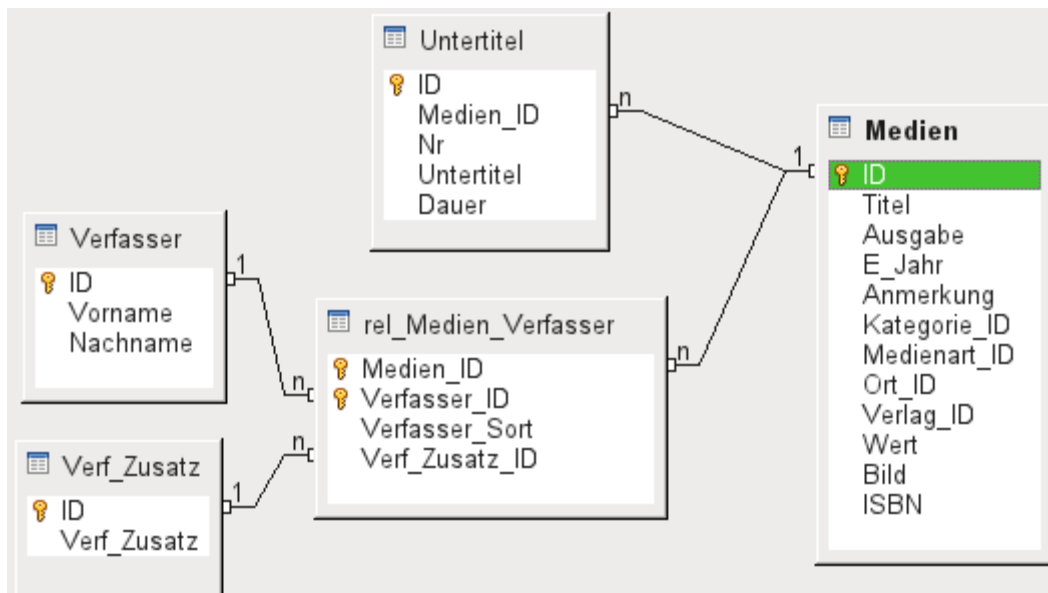 Untertitel
ID
Medien_ID
Nr
Untertitel
Dauer
n
1
Medien
ID
Titel
Ausgabe
E_Jahr
Anmerkung
Kategorie_ID
Medienart_ID
Ort_ID
Verlag_ID
Wert
Bild
ISBN
Verfasser
ID
Vorname
Nachname
1
n
rel_Medien_Verfasser
Medien_ID
Verfasser_ID
Verfasser_Sort
Verf_Zusatz_ID
n
n
Verf_Zusatz
ID
Verf_Zusatz
1